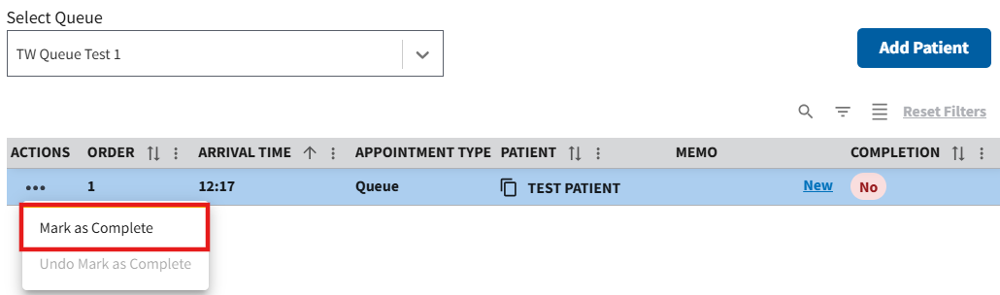 Select Queue
TW Queue Test 1
Add Patient
Reset Filters
ACTIONS ORDER ARRIVAL TIME APPOINTMENT TYPE PATIENT MEMO COMPLETION
1 12:17 Queue TEST PATIENT New No
Mark as Complete
Undo Mark as Complete